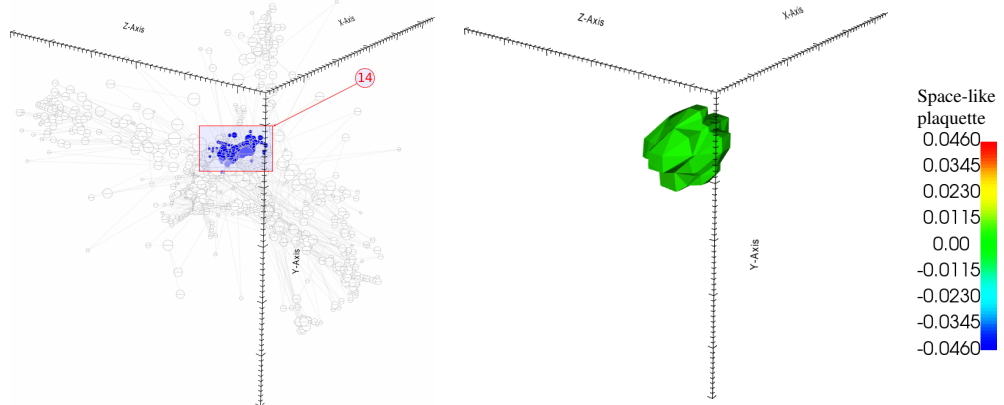 Z-Axis
X-Axis
14
Y-Axis
Z-Axis
X-Axis
Y-Axis
Space-like
plaquette
0.0460
0.0345
0.0230
0.0115
0.00
-0.0115
-0.0230
-0.0345
-0.0460